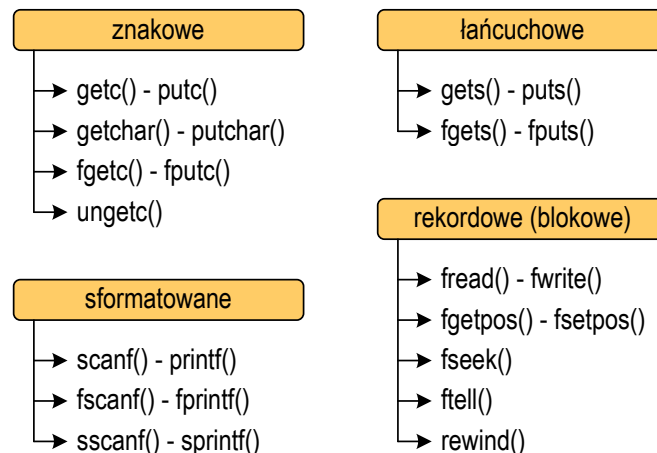 znakowe
getc() - putc()
getchar() - putchar()
fgetc() - fputc()
ungetc()
sformatowane
scanf() - printf()
fscanf() - fprintf()
sscanf() - sprintf()
łańcuchowe
gets() - puts()
fgets() - fputs()
rekordowe (blokowe)
fread() - fwrite()
fgetpos() - fsetpos()
fseek()
ftell()
rewind()